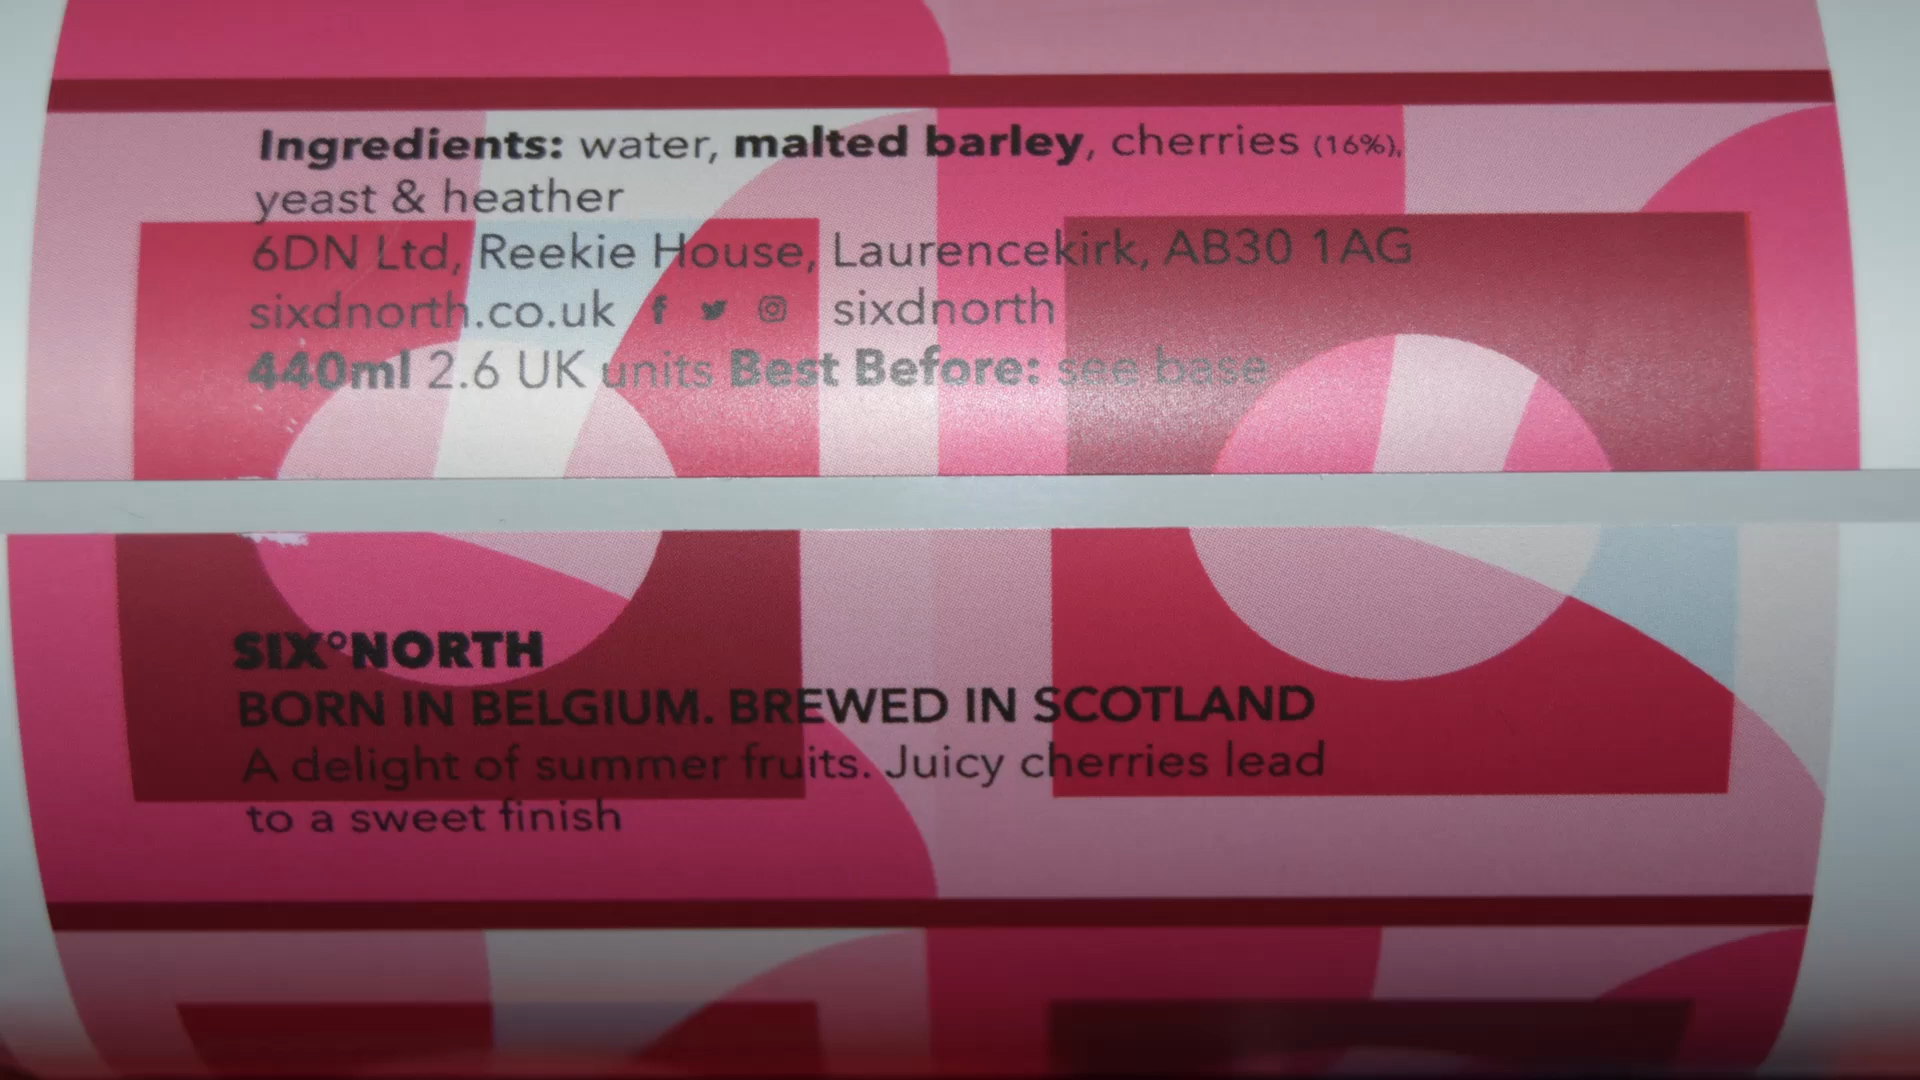 Ingredients: water, malted barley, cherries (16%),
yeast & heather
6DN Ltd, Reekie House, Laurencekirk, AB30 1AG
sixdnorth.co.uk sixdnorth
440ml 2.6 UK units Best Before: see base
SIX°NORTH
BORN IN BELGIUM. BREWED IN SCOTLAND
A delight of summer fruits. Juicy cherries lead
to a sweet finish